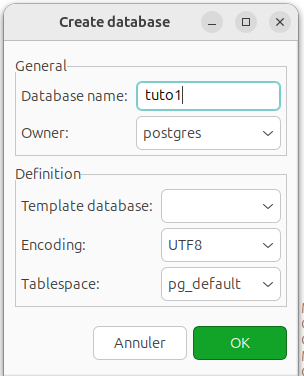 Create database
General
Database name: tuto1
Owner: postgres
Definition
Template database:
Encoding: UTF8
Tablespace: pg_default
Annuler OK